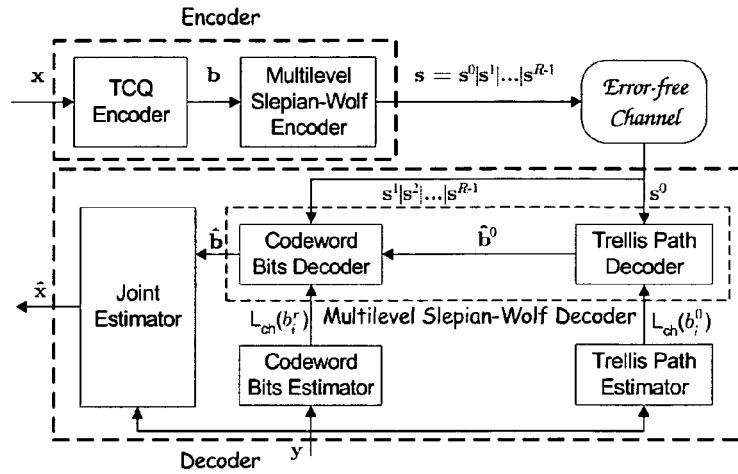 Encoder
x
TCQ
Encoder
b
Multilevel
Slepian-Wolf
Encoder
s = s⁰|s¹|...|sᴿ⁻¹
Error-free
Channel
s¹|s²|...|sᴿ⁻¹
s⁰
x̂
Joint
Estimator
b̂
Codeword
Bits Decoder
b̂⁰
Trellis Path
Decoder
L_ch(b_i^r)
Multilevel Slepian-Wolf Decoder
L_ch(b_i^0)
Codeword
Bits Estimator
Trellis Path
Estimator
y
Decoder